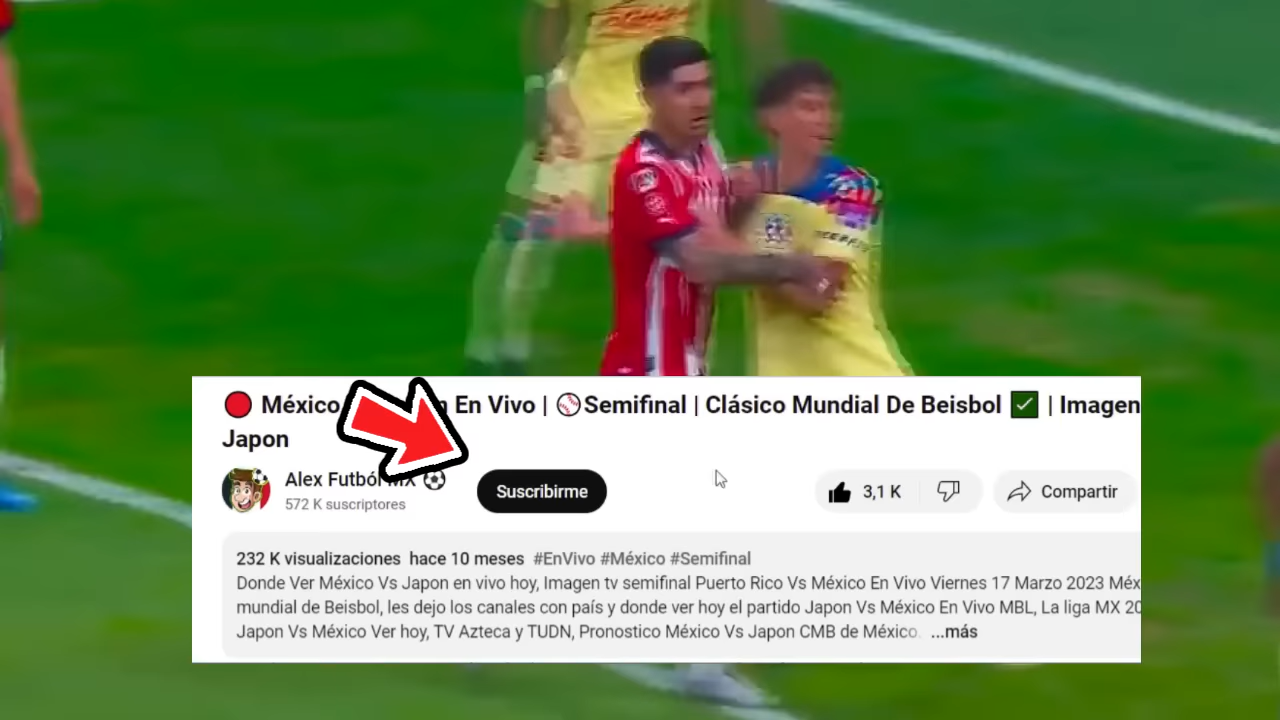 México n En Vivo | Semifinal | Clásico Mundial De Beisbol | Imagen
Japon
Alex Futból MX
572 K suscriptores
Suscribirme
3,1 K
Compartir
232 K visualizaciones hace 10 meses #EnVivo #México #Semifinal
Donde Ver México Vs Japon en vivo hoy, Imagen tv semifinal Puerto Rico Vs México En Vivo Viernes 17 Marzo 2023 Méx
mundial de Beisbol, les dejo los canales con país y donde ver hoy el partido Japon Vs México En Vivo MBL, La liga MX 20
Japon Vs México Ver hoy, TV Azteca y TUDN, Pronostico México Vs Japon CMB de México. ...más